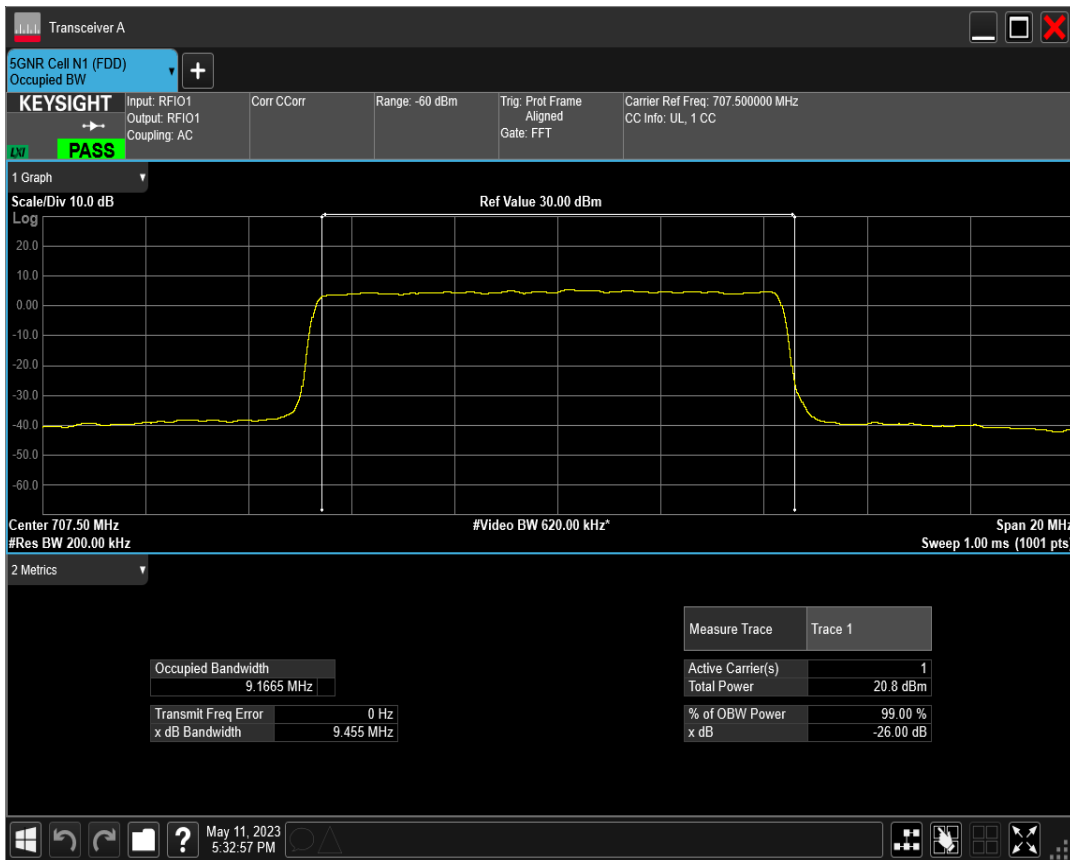 Transceiver A
5GNR Cell N1 (FDD)
Occupied BW
+
KEYSIGHT
LXI
PASS
Input: RFIO1
Output: RFIO1
Coupling: AC
Corr CCorr
Range: -60 dBm
Trig: Prot Frame
Aligned
Gate: FFT
Carrier Ref Freq: 707.500000 MHz
CC Info: UL, 1 CC
1 Graph
Scale/Div 10.0 dB
Ref Value 30.00 dBm
Log
20.0
10.0
0.00
-10.0
-20.0
-30.0
-40.0
-50.0
-60.0
Center 707.50 MHz
#Video BW 620.00 kHz*
Span 20 MHz
#Res BW 200.00 kHz
Sweep 1.00 ms (1001 pts)
2 Metrics
Measure Trace Trace 1
Occupied Bandwidth
9.1665 MHz
Active Carrier(s) 1
Total Power 20.8 dBm
Transmit Freq Error 0 Hz
x dB Bandwidth 9.455 MHz
% of OBW Power 99.00 %
x dB -26.00 dB
?
May 11, 2023
5:32:57 PM